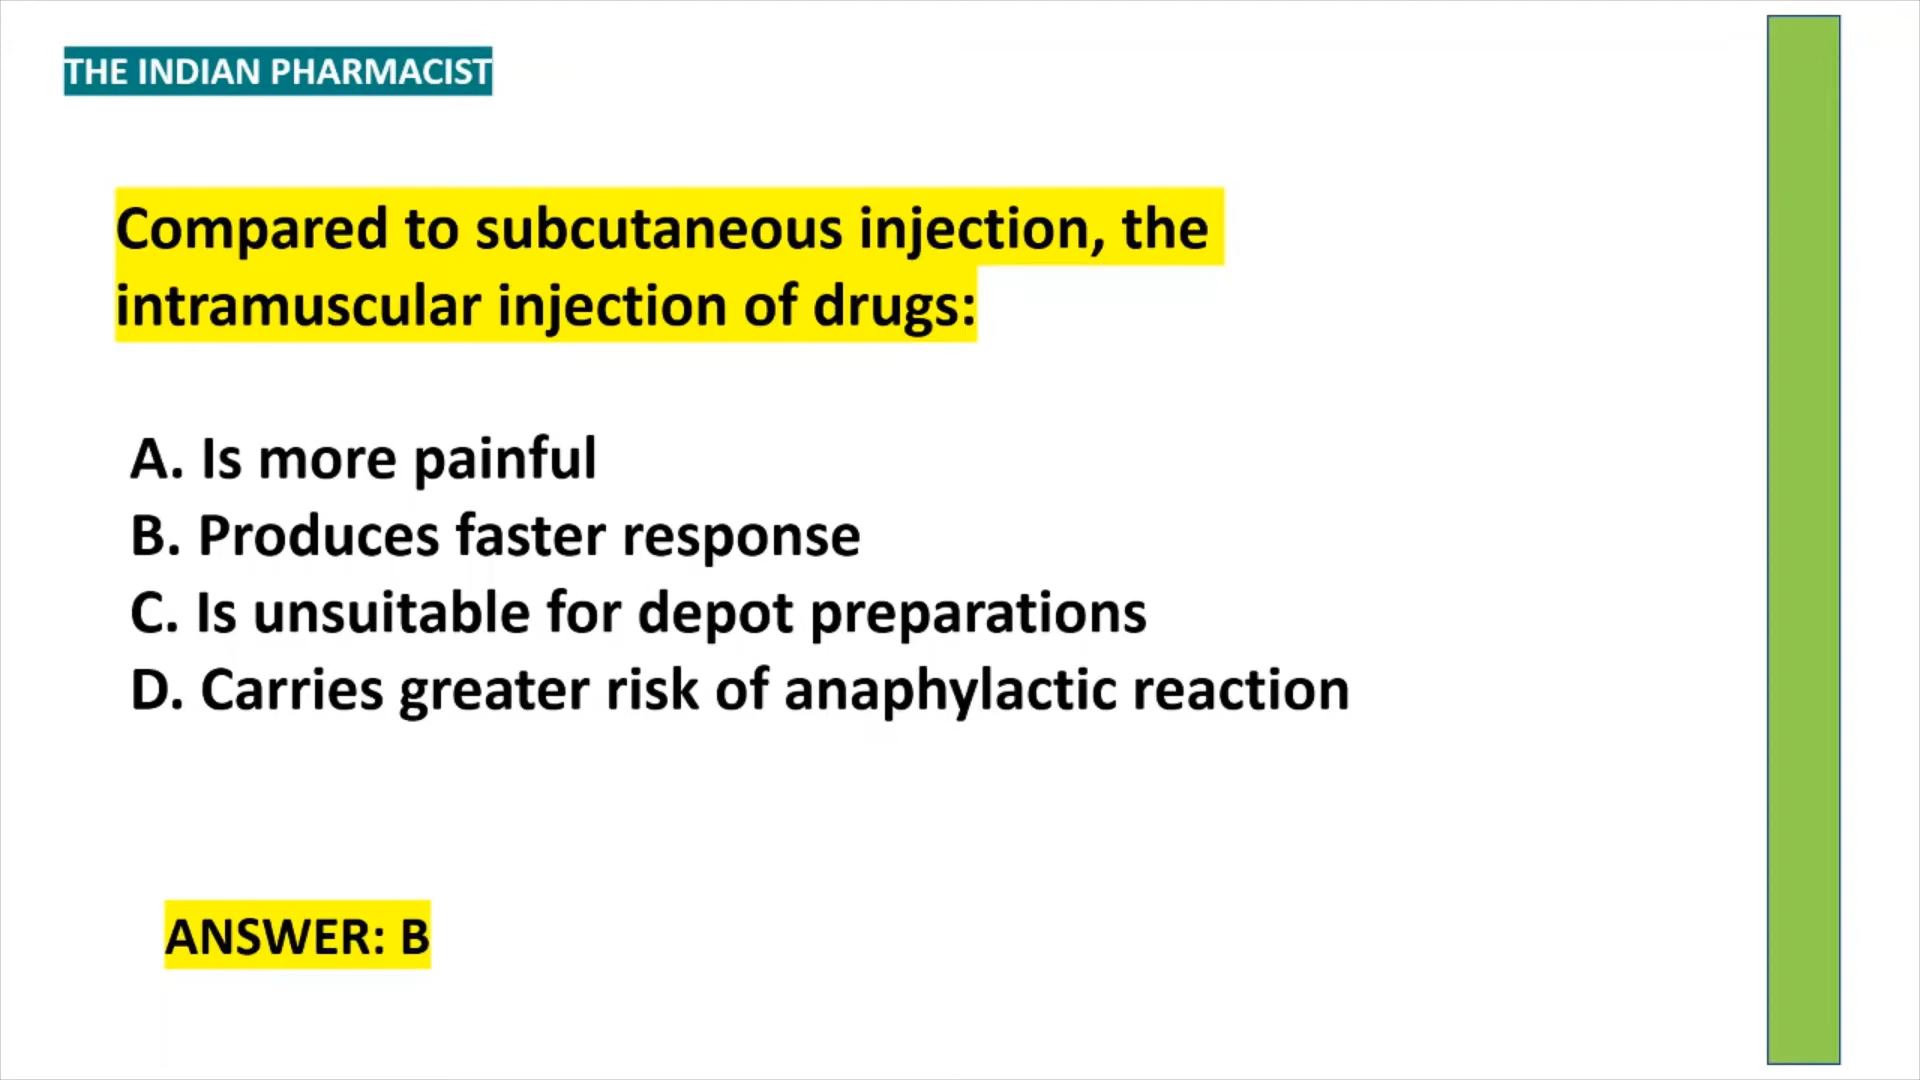 THE INDIAN PHARMACIST
Compared to subcutaneous injection, the
intramuscular injection of drugs:
A. Is more painful
B. Produces faster response
C. Is unsuitable for depot preparations
D. Carries greater risk of anaphylactic reaction
ANSWER: B